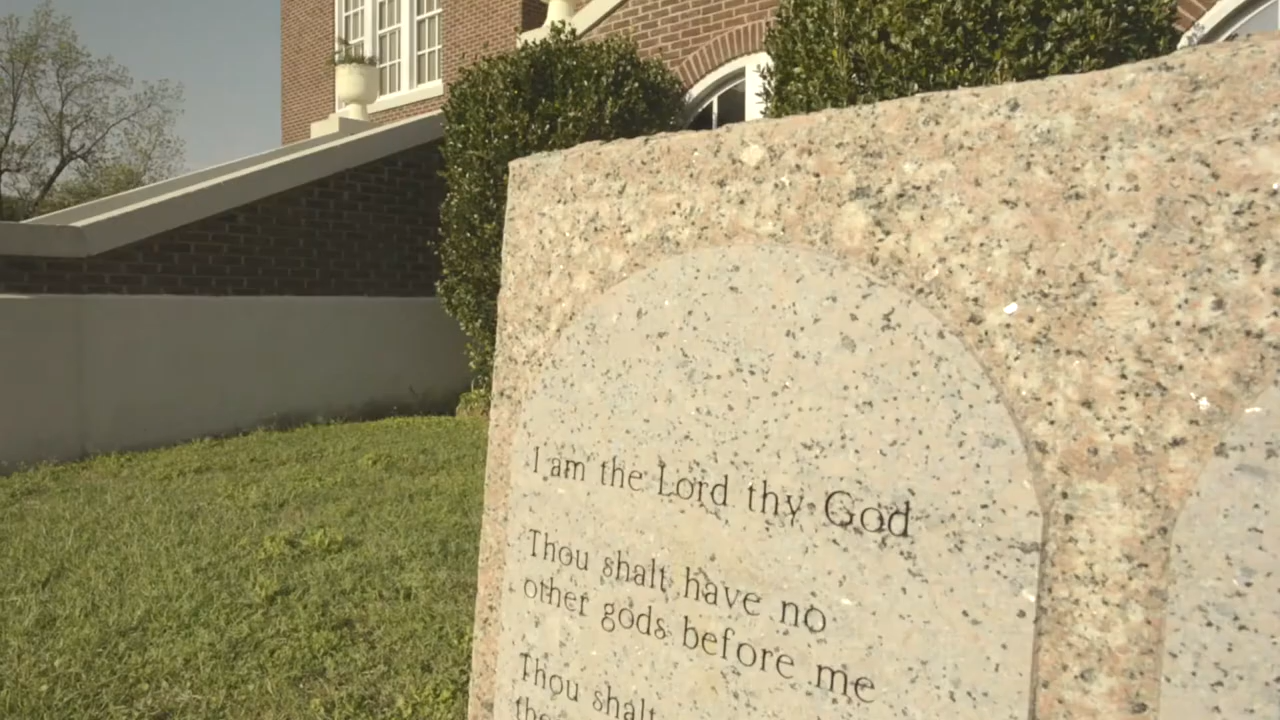 I am the Lord thy God
Thou shalt have no
other gods before me
Thou shalt